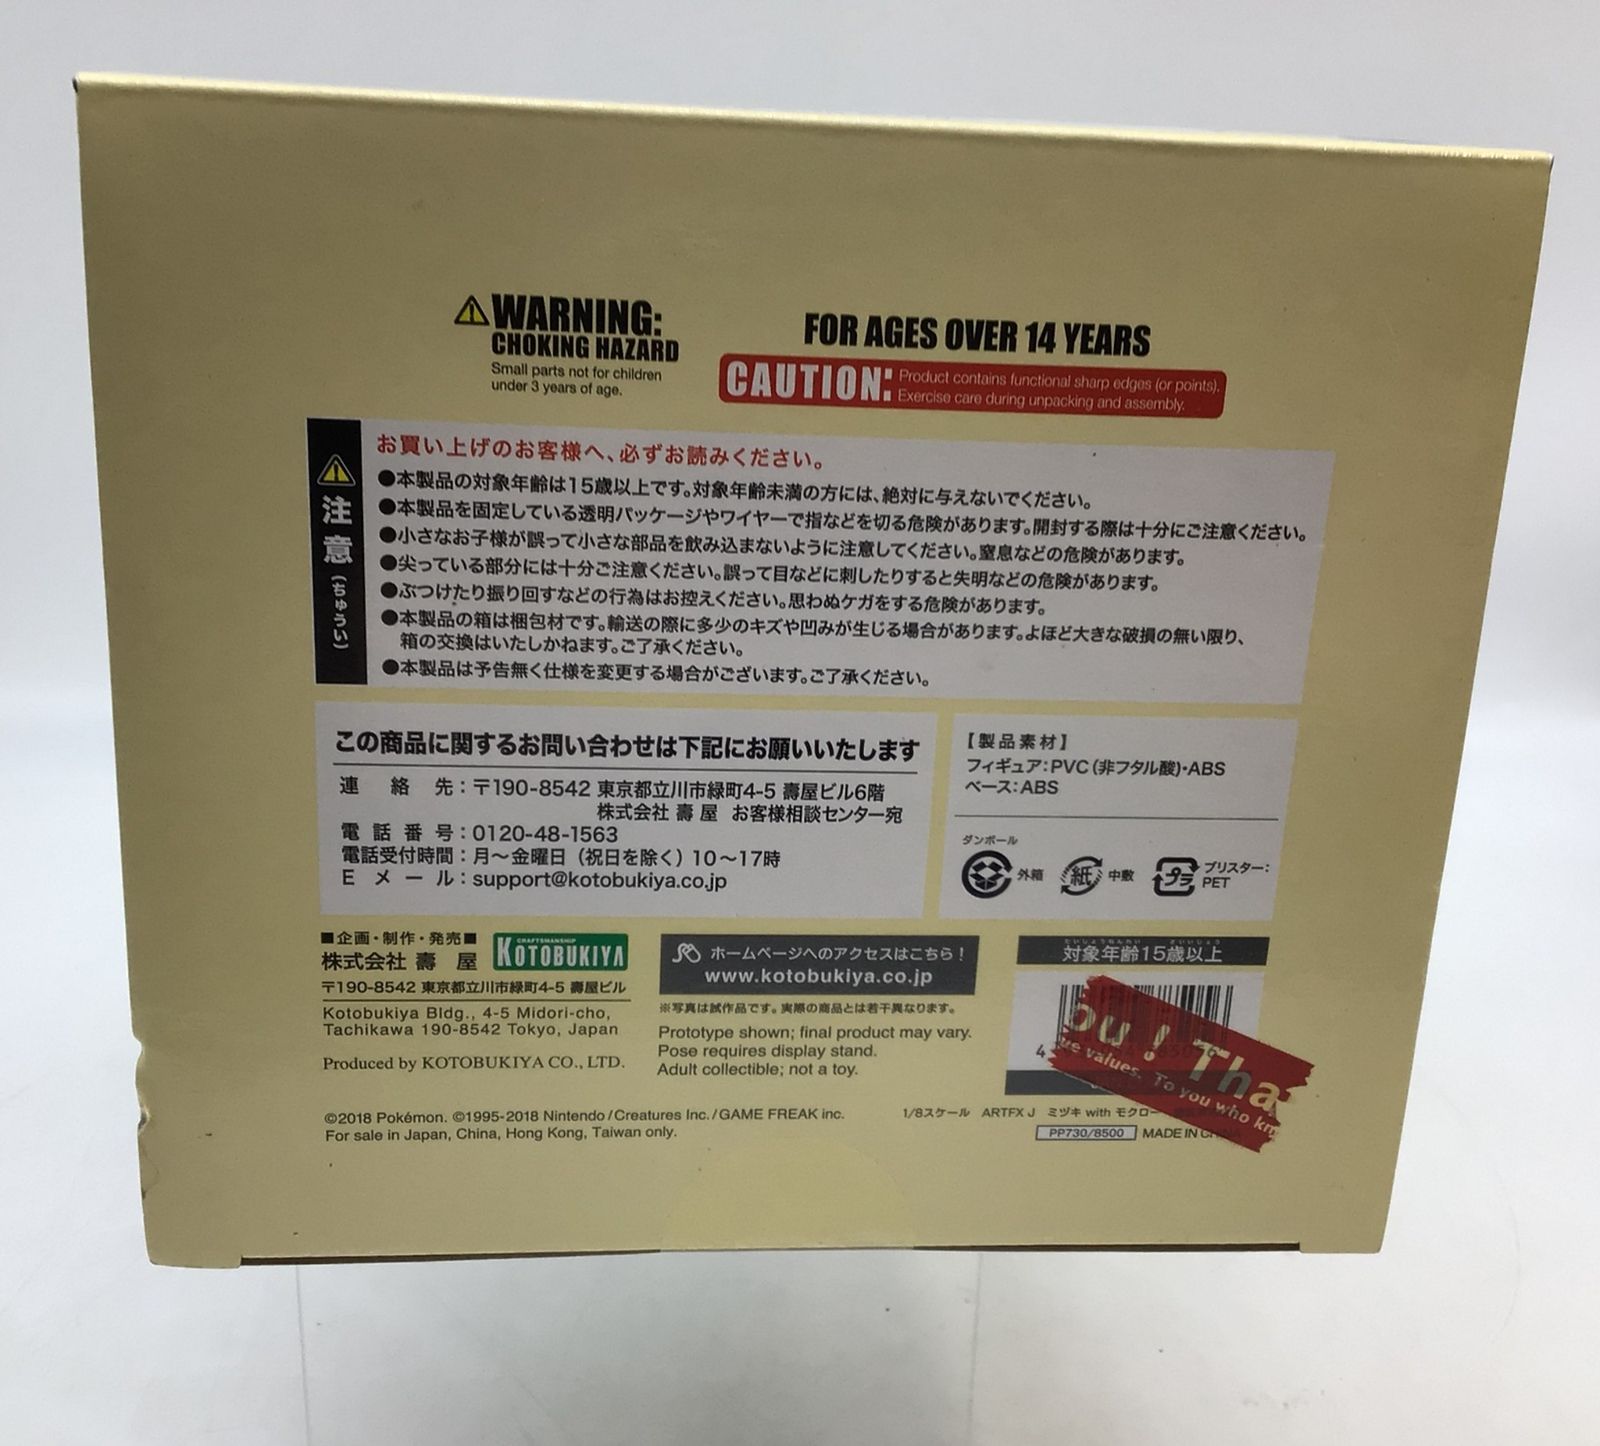 WARNING:
CHOKING HAZARD
Small parts not for children
under 3 years of age.
FOR AGES OVER 14 YEARS
CAUTION: Product contains functional sharp edges (or points).
Exercise care during unpacking and assembly.
注意(ちゅうい)
お買い上げのお客様へ、必ずお読みください。
●本製品の対象年齢は15歳以上です。対象年齢未満の方には、絶対に与えないでください。
●本製品を固定している透明パッケージやワイヤーで指などを切る危険があります。開封する際は十分にご注意ください。
●小さなお子様が誤って小さな部品を飲み込まないように注意してください。窒息などの危険があります。
●尖っている部分には十分ご注意ください。誤って目などに刺したりすると失明などの危険があります。
●ぶつけたり振り回すなどの行為はお控えください。思わぬケガをする危険があります。
●本製品の箱は梱包材です。輸送の際に多少のキズや凹みが生じる場合があります。よほど大きな破損の無い限り、
箱の交換はいたしかねます。ご了承ください。
●本製品は予告無く仕様を変更する場合がございます。ご了承ください。
この商品に関するお問い合わせは下記にお願いいたします
連絡先:〒190-8542 東京都立川市緑町4-5 壽屋ビル6階
株式会社 壽屋 お客様相談センター宛
電話番号:0120-48-1563
電話受付時間:月〜金曜日(祝日を除く)10〜17時
Eメール:support@kotobukiya.co.jp
【製品素材】
フィギュア:PVC(非フタル酸)・ABS
ベース:ABS
ダンボール
外箱
紙
中敷
プラ
ブリスター:
PET
■企画・制作・発売■
株式会社 壽屋
CRAFTSMANSHIP
KOTOBUKIYA
〒190-8542 東京都立川市緑町4-5 壽屋ビル
Kotobukiya Bldg., 4-5 Midori-cho,
Tachikawa 190-8542 Tokyo, Japan
Produced by KOTOBUKIYA CO., LTD.
ホームページへのアクセスはこちら!
www.kotobukiya.co.jp
※写真は試作品です。実際の商品とは若干異なります。
Prototype shown; final product may vary.
Pose requires display stand.
Adult collectible; not a toy.
たいしょうねんれい さいいじょう
対象年齢15歳以上
4
ou! Tha
ue values. To you who kn
©2018 Pokémon. ©1995-2018 Nintendo/Creatures Inc./GAME FREAK inc.
For sale in Japan, China, Hong Kong, Taiwan only.
1/8スケール ARTFX J ミヅキ with モクロー
PP730/8500 MADE IN CHINA